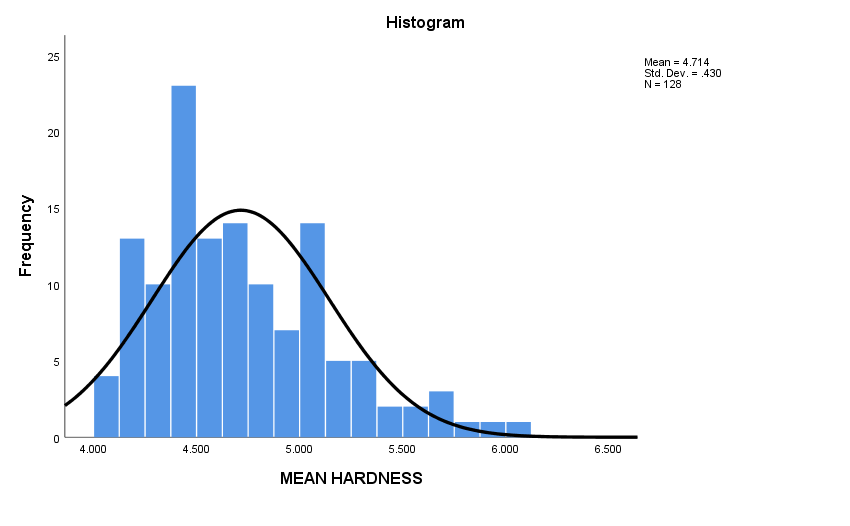 Histogram
Mean = 4.714
Std. Dev. = .430
N = 128
Frequency
25
20
15
10
5
0
4.000 4.500 5.000 5.500 6.000 6.500
MEAN HARDNESS